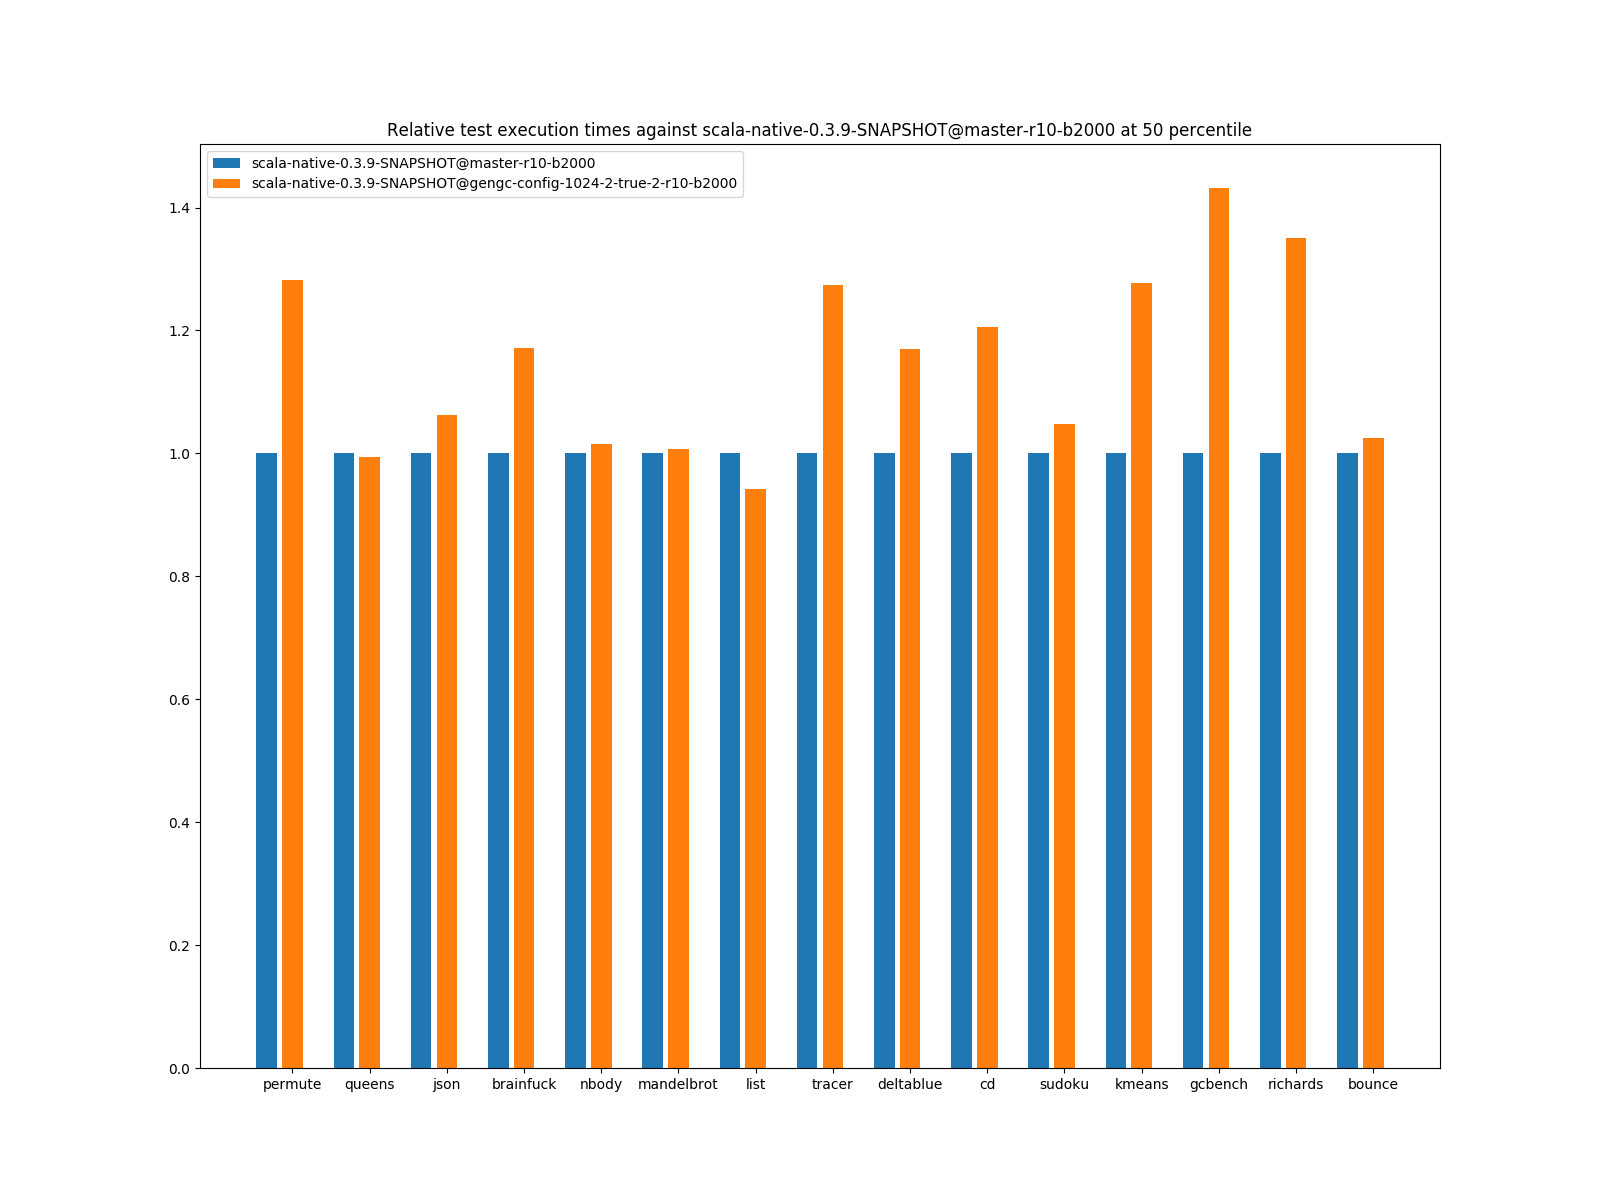 Relative test execution times against scala-native-0.3.9-SNAPSHOT@master-r10-b2000 at 50 percentile
scala-native-0.3.9-SNAPSHOT@master-r10-b2000
scala-native-0.3.9-SNAPSHOT@gengc-config-1024-2-true-2-r10-b2000
1.4
1.2
1.0
0.8
0.6
0.4
0.2
0.0
permute queens json brainfuck nbody mandelbrot list tracer deltablue cd sudoku kmeans gcbench richards bounce